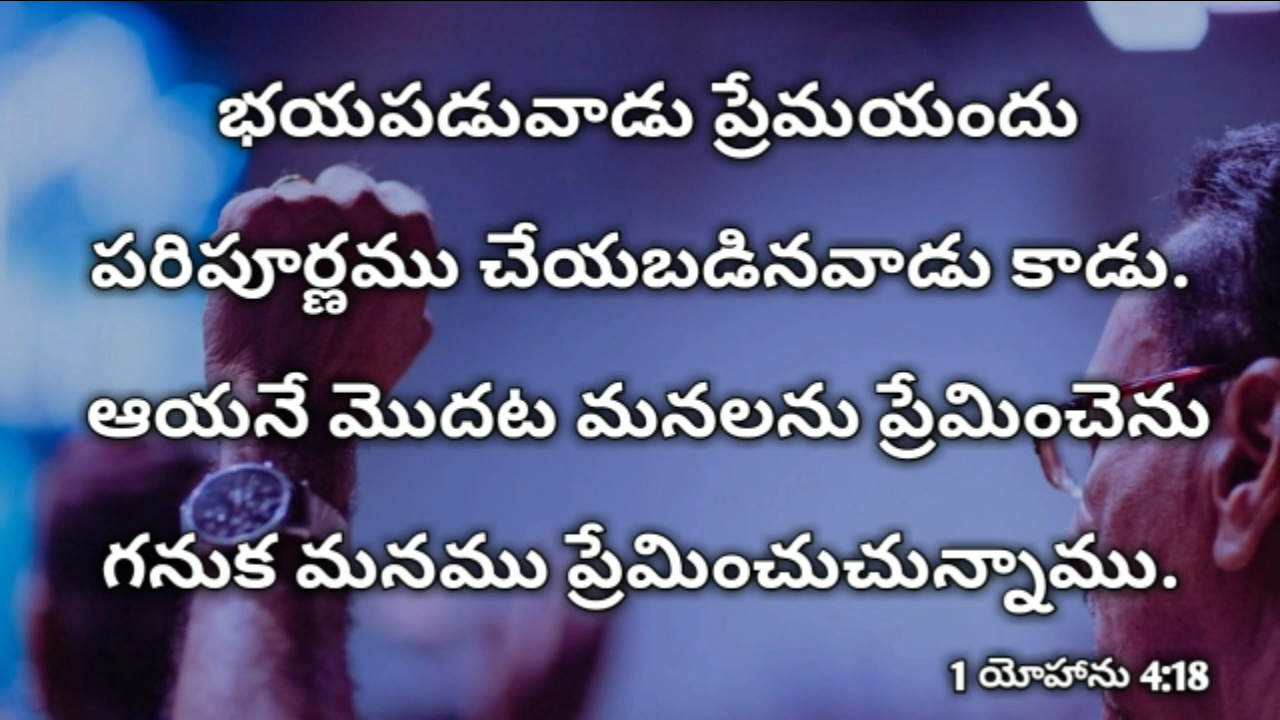 భయపడువాడు ప్రేమయందు
పరిపూర్ణము చేయబడినవాడు కాడు.
ఆయనే మొదట మనలను ప్రేమించెను
గనుక మనము ప్రేమించుచున్నాము.
1 యోహాను 4:18